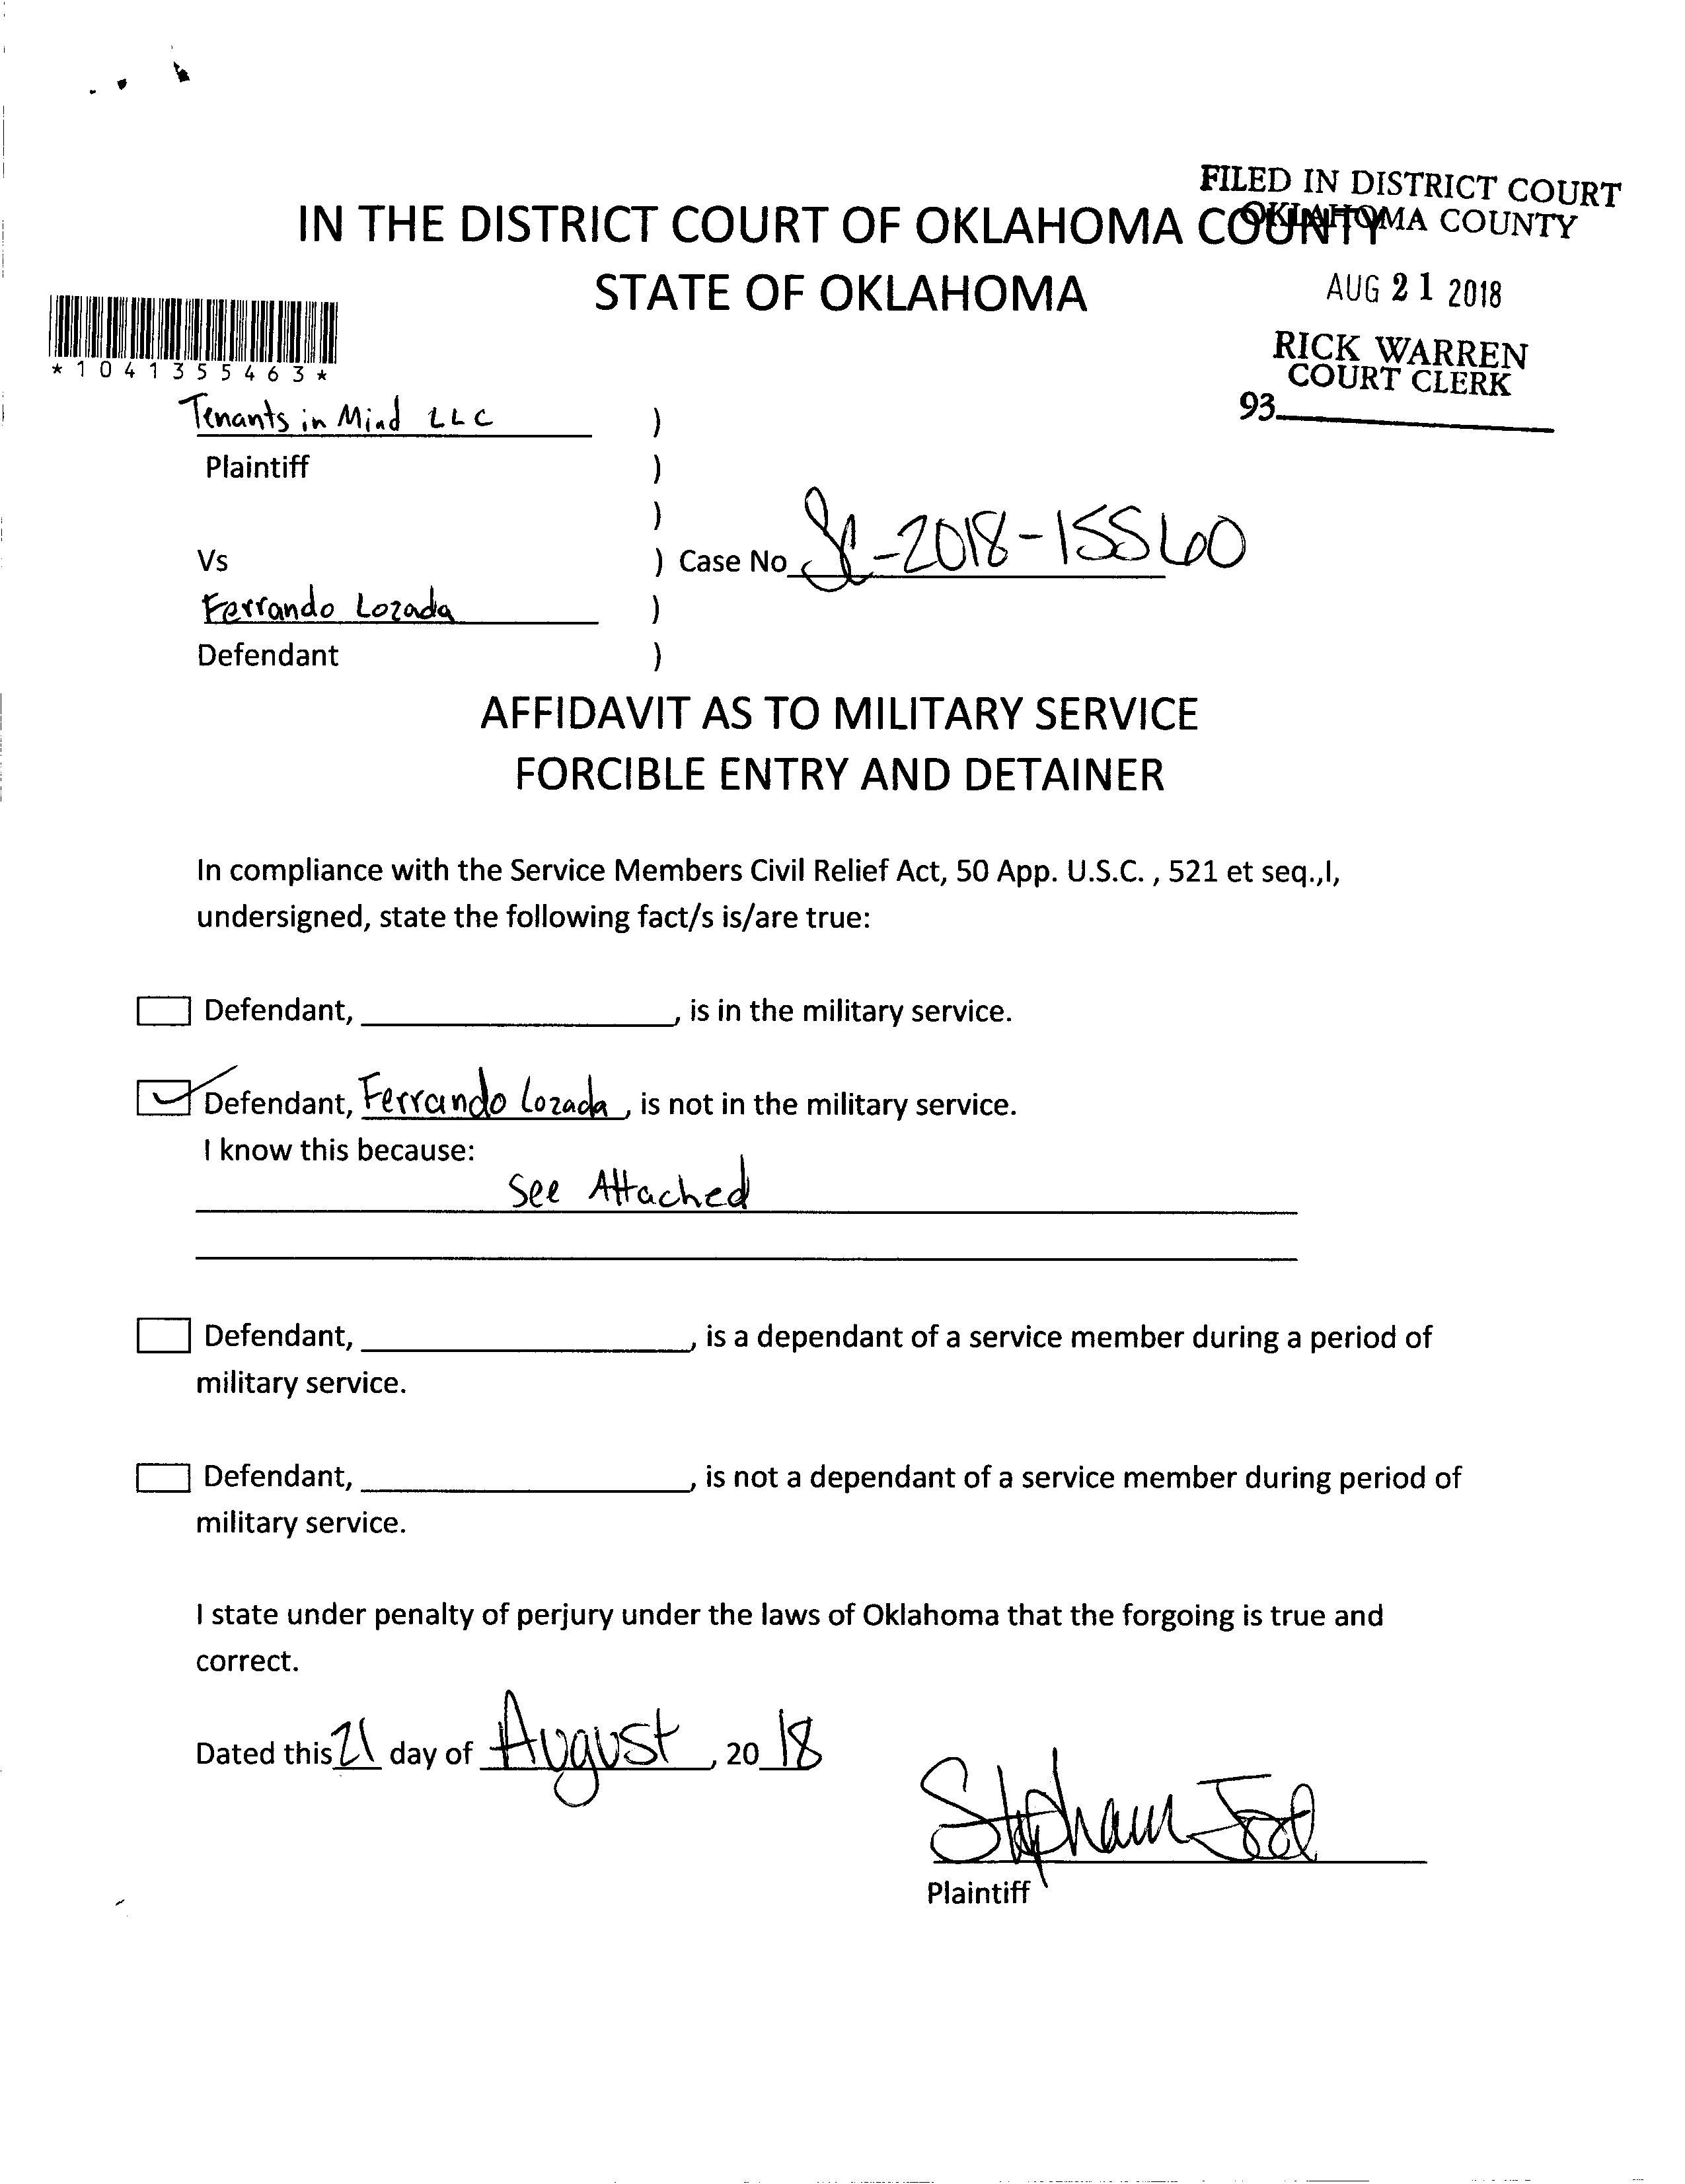 FILED IN DISTRICT COURT
OKLAHOMA COUNTY
IN THE DISTRICT COURT OF OKLAHOMA COUNTY
STATE OF OKLAHOMA
AUG 21 2018
RICK WARREN
COURT CLERK
93
*1041355463*
Tenants in Mind LLC )
Plaintiff )
)
Vs ) Case No SC-2018-15560
Ferrando Lozada )
Defendant )
AFFIDAVIT AS TO MILITARY SERVICE
FORCIBLE ENTRY AND DETAINER
In compliance with the Service Members Civil Relief Act, 50 App. U.S.C. , 521 et seq.,I,
undersigned, state the following fact/s is/are true:
Defendant, , is in the military service.
Defendant, Ferrando Lozada , is not in the military service.
I know this because:
See Attached
Defendant, , is a dependant of a service member during a period of
military service.
Defendant, , is not a dependant of a service member during period of
military service.
I state under penalty of perjury under the laws of Oklahoma that the forgoing is true and
correct.
Dated this 21 day of August , 20 18
Plaintiff